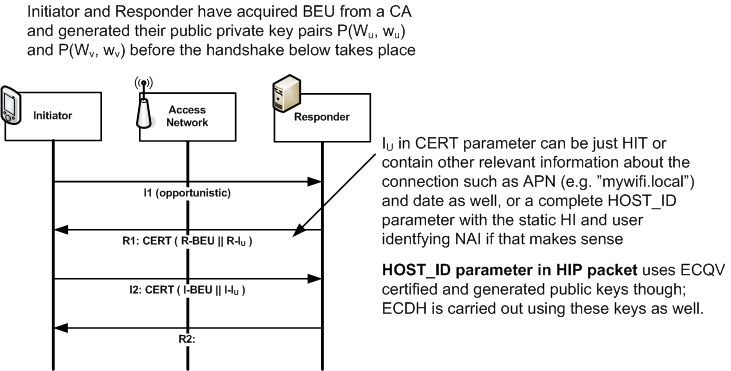 Initiator and Responder have acquired BEU from a CA
and generated their public private key pairs P(Wu, wu)
and P(Wv, wv) before the handshake below takes place
Initiator
Access
Network
Responder
I1 (opportunistic)
R1: CERT ( R-BEU || R-IU )
I2: CERT ( I-BEU || I-IU )
R2:
IU in CERT parameter can be just HIT or
contain other relevant information about the
connection such as APN (e.g. ”mywifi.local”)
and date as well, or a complete HOST_ID
parameter with the static HI and user
identfying NAI if that makes sense
HOST_ID parameter in HIP packet uses ECQV
certified and generated public keys though;
ECDH is carried out using these keys as well.